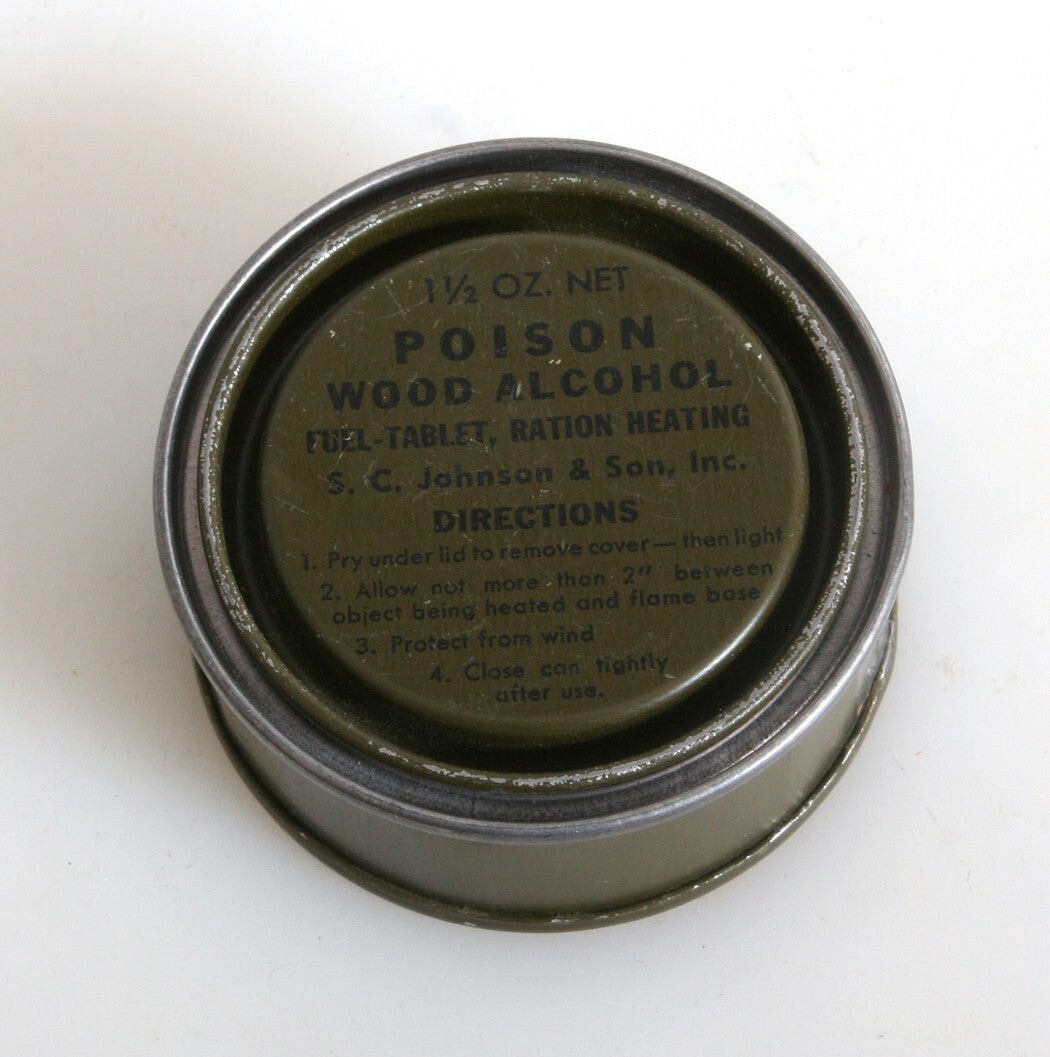 1½ OZ. NET
POISON
WOOD ALCOHOL
FUEL-TABLET, RATION HEATING
S. C. Johnson & Son, Inc.
DIRECTIONS
1. Pry under lid to remove cover — then light
2. Allow not more than 2" between
object being heated and flame base
3. Protect from wind
4. Close can tightly
after use.